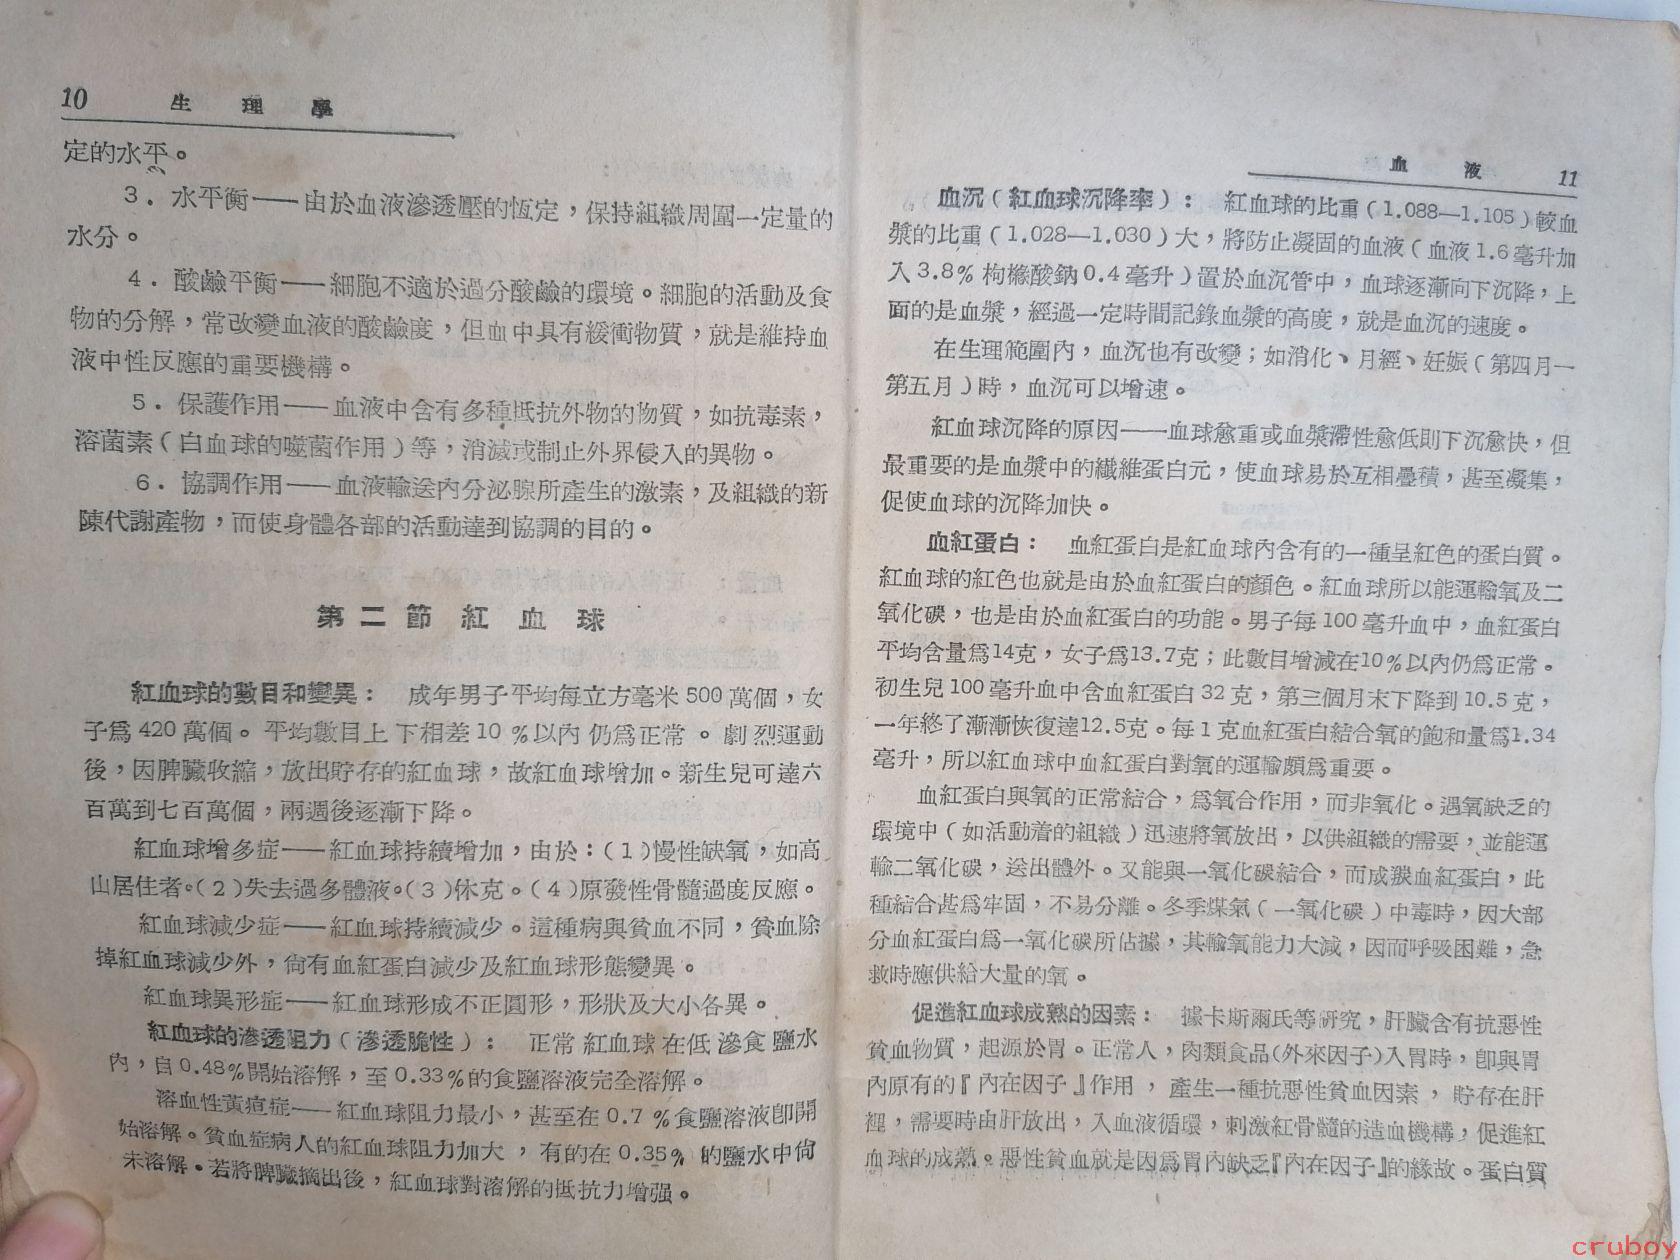 10 生理學
定的水平。
3．水平衡——由於血液滲透壓的恆定，保持組織周圍一定量的
水分。
4．酸鹼平衡——細胞不適於過分酸鹼的環境。細胞的活動及食
物的分解，常改變血液的酸鹼度，但血中具有緩衝物質，就是維持血
液中性反應的重要機構。
5．保護作用——血液中含有多種抵抗外物的物質，如抗毒素，
溶菌素（白血球的噬菌作用）等，消滅或制止外界侵入的異物。
6．協調作用——血液輸送內分泌腺所產生的激素，及組織的新
陳代謝產物，而使身體各部的活動達到協調的目的。
第二節 紅血球
紅血球的數目和變異： 成年男子平均每立方毫米500萬個，女
子爲420萬個。平均數目上下相差10％以內仍爲正常。劇烈運動
後，因脾臟收縮，放出貯存的紅血球，故紅血球增加。新生兒可達六
百萬到七百萬個，兩週後逐漸下降。
紅血球增多症——紅血球持續增加，由於：（1）慢性缺氧，如高
山居住者。（2）失去過多體液。（3）休克。（4）原發性骨髓過度反應。
紅血球減少症——紅血球持續減少。這種病與貧血不同，貧血除
掉紅血球減少外，尙有血紅蛋白減少及紅血球形態變異。
紅血球異形症——紅血球形成不正圓形，形狀及大小各異。
紅血球的滲透阻力（滲透脆性）： 正常紅血球在低滲食鹽水
內，自0.48％開始溶解，至0.33％的食鹽溶液完全溶解。
溶血性黃疸症——紅血球阻力最小，甚至在0.7％食鹽溶液卽開
始溶解。貧血症病人的紅血球阻力加大，有的在0.35％的鹽水中尙
未溶解。若將脾臟摘出後，紅血球對溶解的抵抗力增强。
血液 11
血沉（紅血球沉降率）： 紅血球的比重（1.088—1.105）較血
漿的比重（1.028—1.030）大，將防止凝固的血液（血液1.6毫升加
入3.8％枸櫞酸鈉0.4毫升）置於血沉管中，血球逐漸向下沉降，上
面的是血漿，經過一定時間記錄血漿的高度，就是血沉的速度。
在生理範圍內，血沉也有改變；如消化、月經、妊娠（第四月—
第五月）時，血沉可以增速。
紅血球沉降的原因——血球愈重或血漿滯性愈低則下沉愈快，但
最重要的是血漿中的纖維蛋白元，使血球易於互相疊積，甚至凝集，
促使血球的沉降加快。
血紅蛋白： 血紅蛋白是紅血球內含有的一種呈紅色的蛋白質。
紅血球的紅色也就是由於血紅蛋白的顏色。紅血球所以能運輸氧及二
氧化碳，也是由於血紅蛋白的功能。男子每100毫升血中，血紅蛋白
平均含量爲14克，女子爲13.7克；此數目增減在10％以內仍爲正常。
初生兒100毫升血中含血紅蛋白32克，第三個月末下降到10.5克，
一年終了漸漸恢復達12.5克。每1克血紅蛋白結合氧的飽和量爲1.34
毫升，所以紅血球中血紅蛋白對氧的運輸頗爲重要。
血紅蛋白與氧的正常結合，爲氧合作用，而非氧化。遇氧缺乏的
環境中（如活動着的組織）迅速將氧放出，以供組織的需要，並能運
輸二氧化碳，送出體外。又能與一氧化碳結合，而成羰血紅蛋白，此
種結合甚爲牢固，不易分離。冬季煤氣（一氧化碳）中毒時，因大部
分血紅蛋白爲一氧化碳所佔據，其輸氧能力大減，因而呼吸困難，急
救時應供給大量的氧。
促進紅血球成熟的因素： 據卡斯爾氏等研究，肝臟含有抗惡性
貧血物質，起源於胃。正常人，肉類食品(外來因子)入胃時，卽與胃
內原有的『內在因子』作用，產生一種抗惡性貧血因素，貯存在肝
裡，需要時由肝放出，入血液循環，刺激紅骨髓的造血機構，促進紅
血球的成熟。惡性貧血就是因爲胃內缺乏『內在因子』的緣故。蛋白質
cruboy